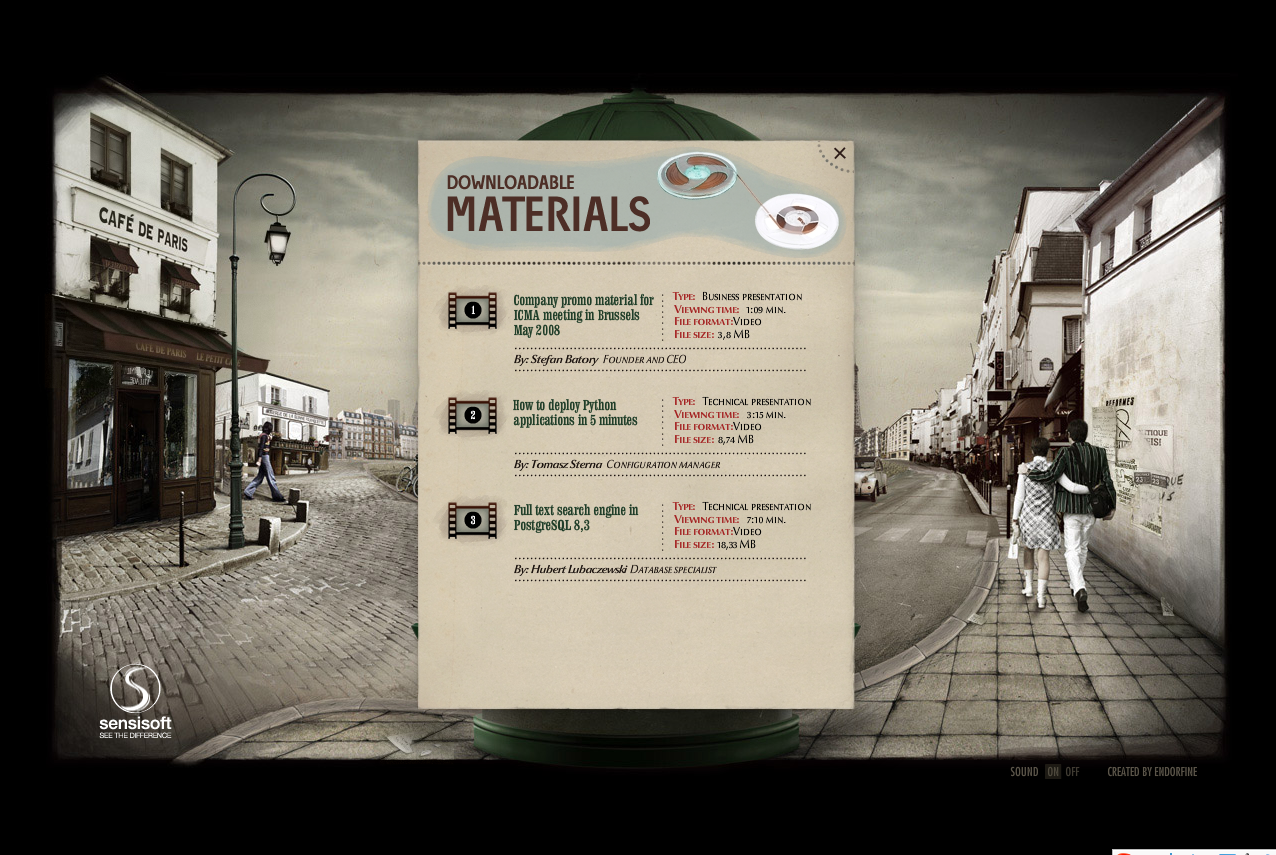 CAFÉ DE PARIS
CAFÉ DE PARIS
DOWNLOADABLE
MATERIALS
1
Company promo material for
ICMA meeting in Brussels
May 2008
TYPE: BUSINESS PRESENTATION
VIEWING TIME: 1:09 MIN.
FILE FORMAT:VIDEO
FILE SIZE: 3,8 MB
By: Stefan Batory FOUNDER AND CEO
2
How to deploy Python
applications in 5 minutes
TYPE: TECHNICAL PRESENTATION
VIEWING TIME: 3:15 MIN.
FILE FORMAT:VIDEO
FILE SIZE: 8,74 MB
By: Tomasz Sterna CONFIGURATION MANAGER
3
Full text search engine in
PostgreSQL 8,3
TYPE: TECHNICAL PRESENTATION
VIEWING TIME: 7:10 MIN.
FILE FORMAT:VIDEO
FILE SIZE: 18,33 MB
By: Hubert Lubaczewski DATABASE SPECIALIST
sensisoft
SEE THE DIFFERENCE
SOUND ON OFF CREATED BY ENDORFINE